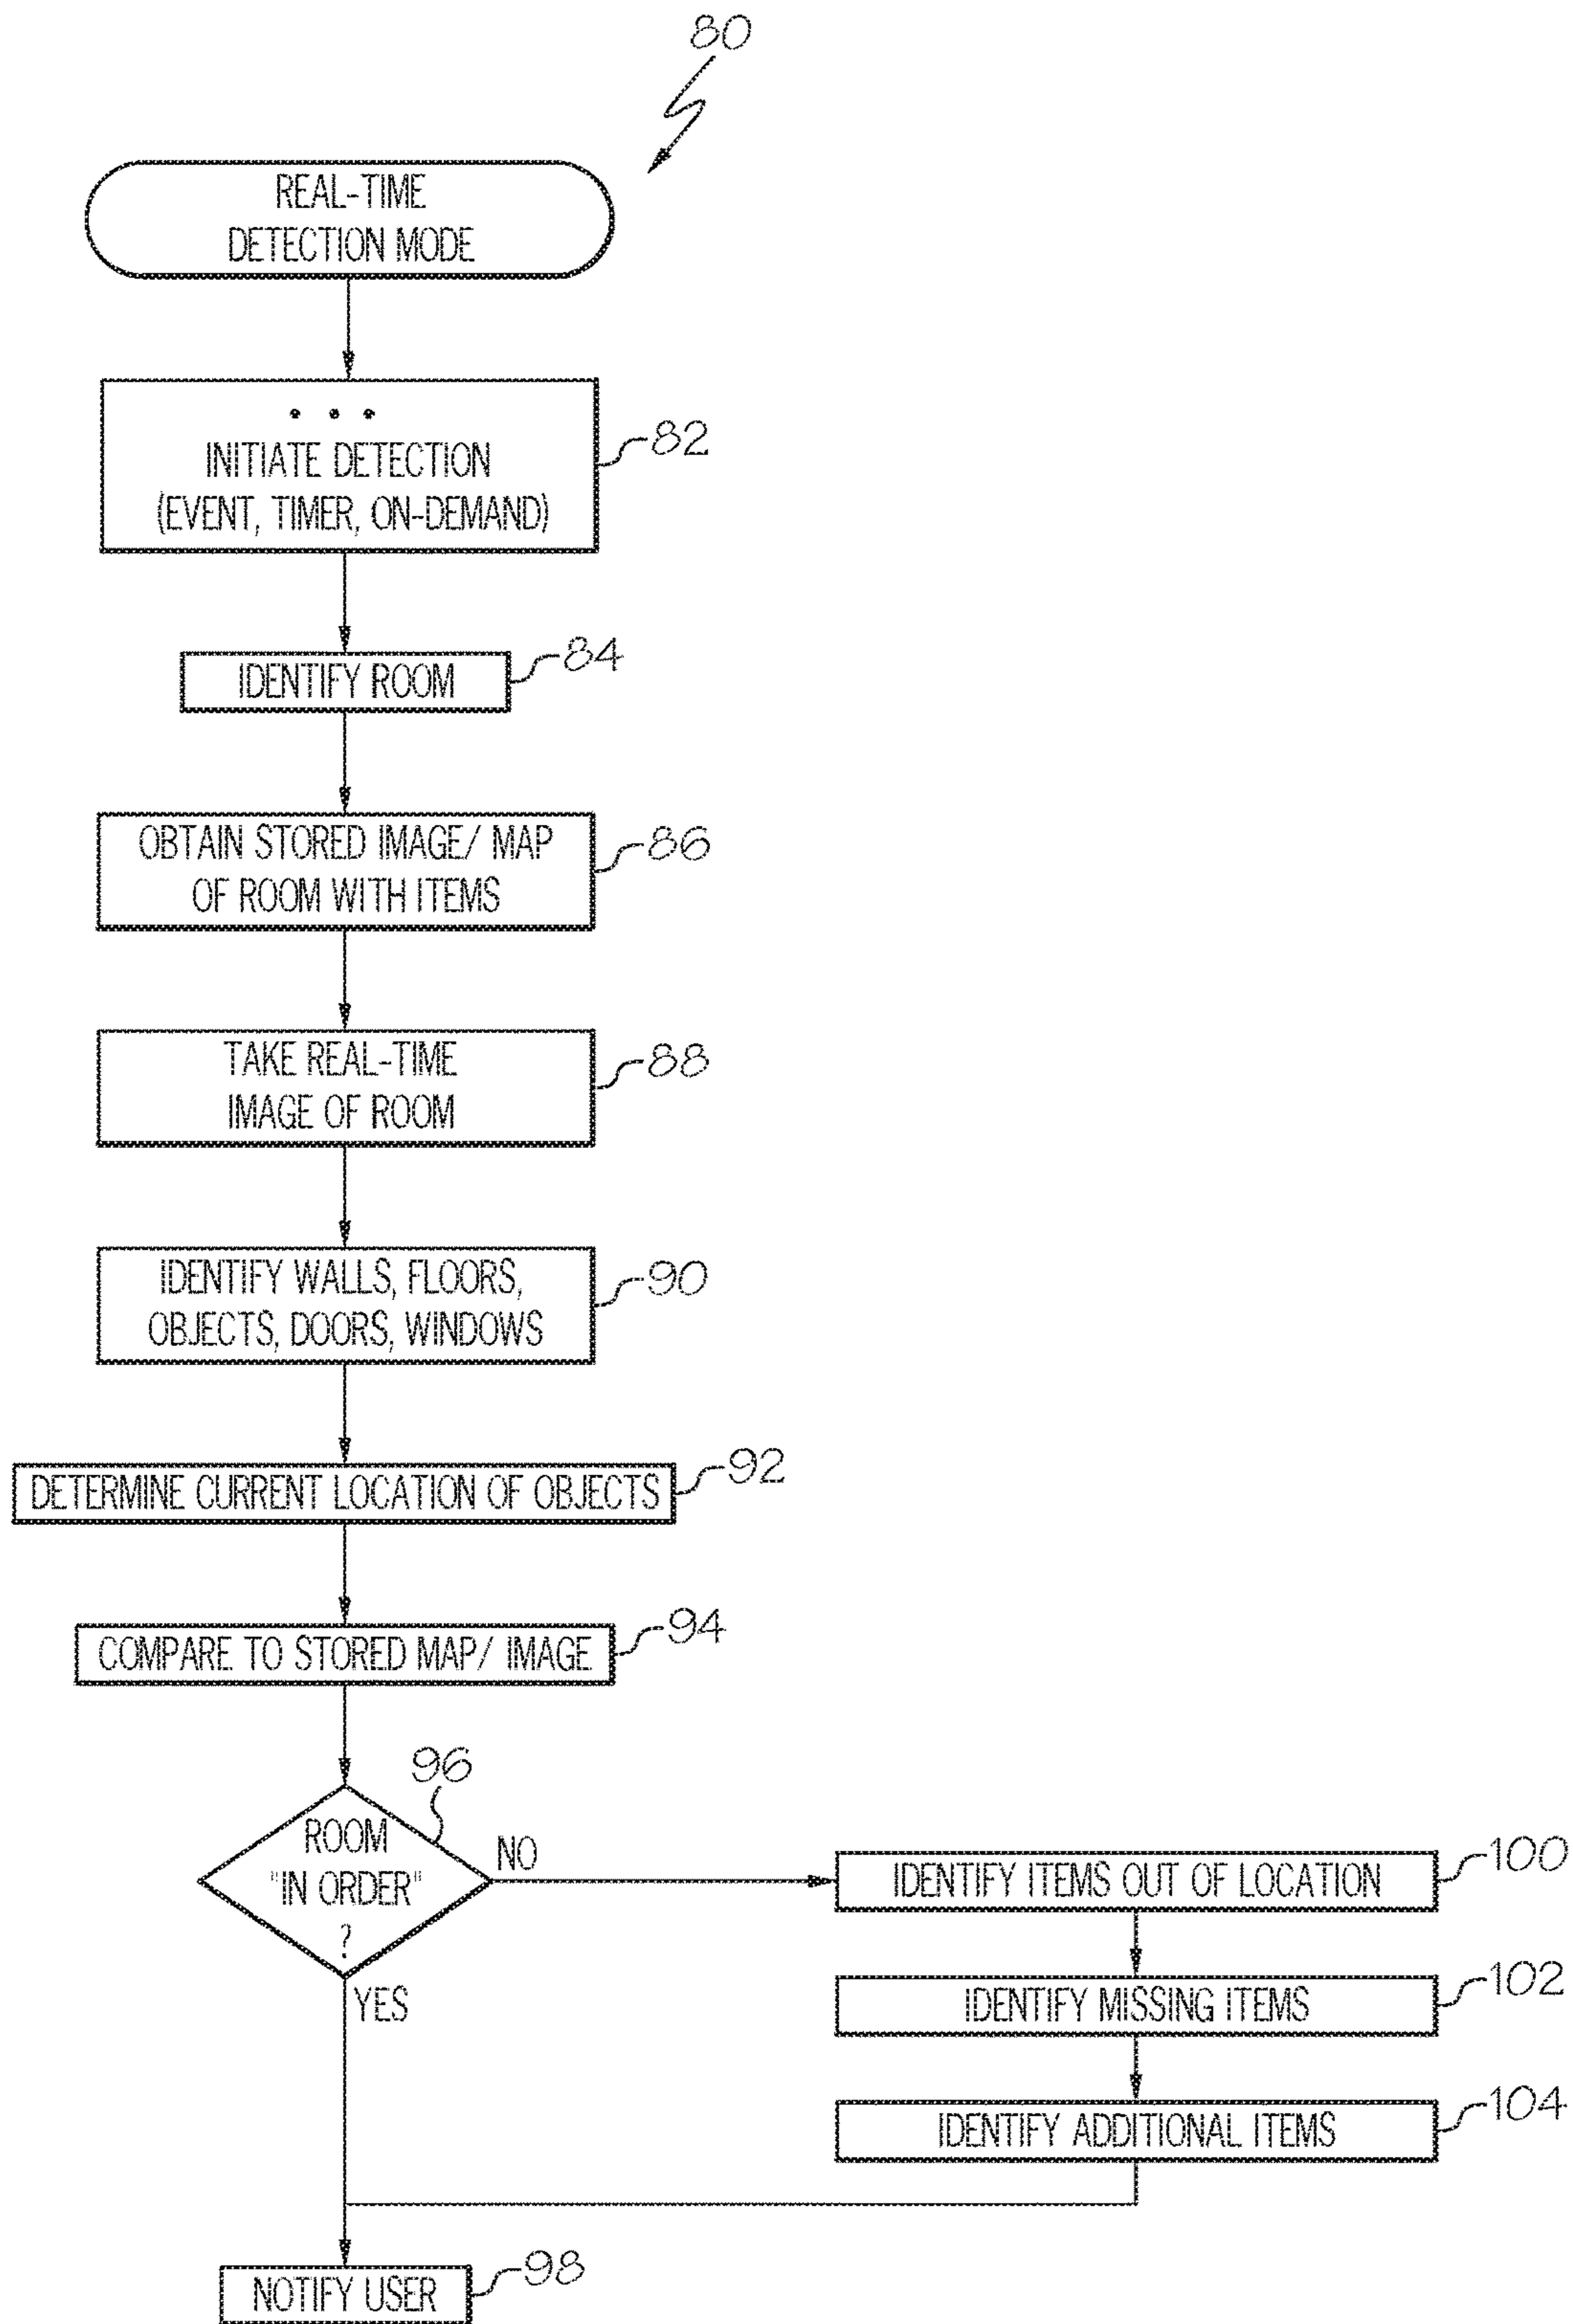 80
REAL-TIME
DETECTION MODE
• • •
INITIATE DETECTION
(EVENT, TIMER, ON-DEMAND)
82
IDENTIFY ROOM
84
OBTAIN STORED IMAGE/ MAP
OF ROOM WITH ITEMS
86
TAKE REAL-TIME
IMAGE OF ROOM
88
IDENTIFY WALLS, FLOORS,
OBJECTS, DOORS, WINDOWS
90
DETERMINE CURRENT LOCATION OF OBJECTS
92
COMPARE TO STORED MAP/ IMAGE
94
96
ROOM
"IN ORDER"
?
NO
YES
IDENTIFY ITEMS OUT OF LOCATION
100
IDENTIFY MISSING ITEMS
102
IDENTIFY ADDITIONAL ITEMS
104
NOTIFY USER
98